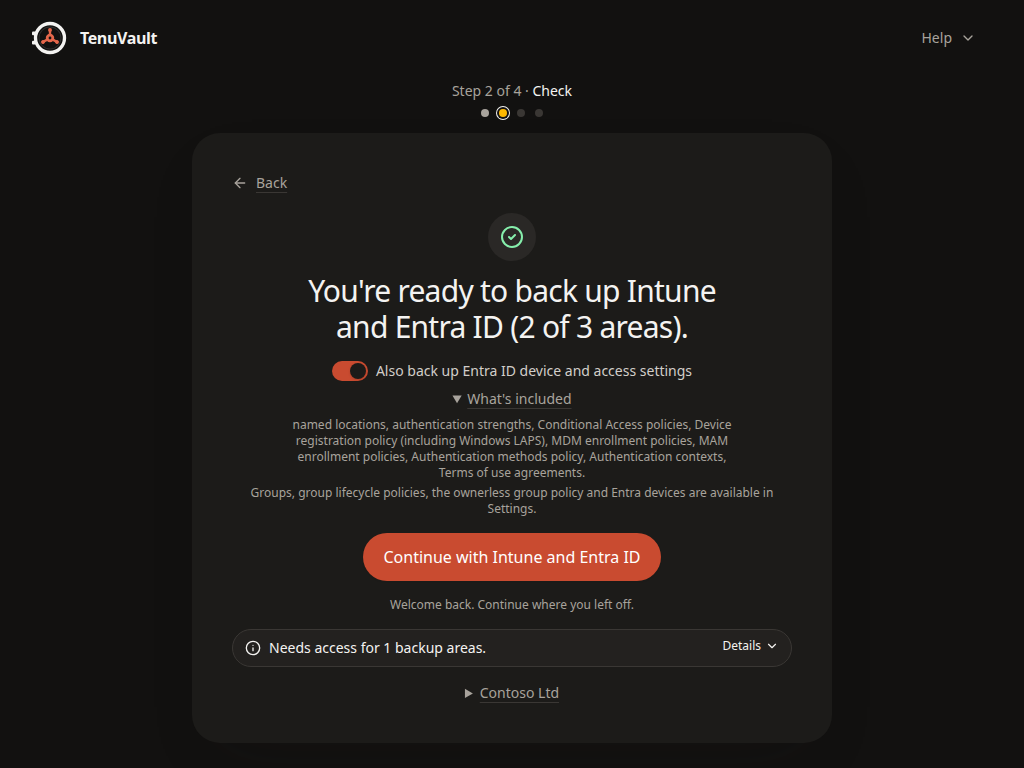 TenuVault
Help
Step 2 of 4 · Check
Back
You're ready to back up Intune
and Entra ID (2 of 3 areas).
Also back up Entra ID device and access settings
What's included
named locations, authentication strengths, Conditional Access policies, Device
registration policy (including Windows LAPS), MDM enrollment policies, MAM
enrollment policies, Authentication methods policy, Authentication contexts,
Terms of use agreements.
Groups, group lifecycle policies, the ownerless group policy and Entra devices are available in
Settings.
Continue with Intune and Entra ID
Welcome back. Continue where you left off.
Needs access for 1 backup areas.
Details
Contoso Ltd